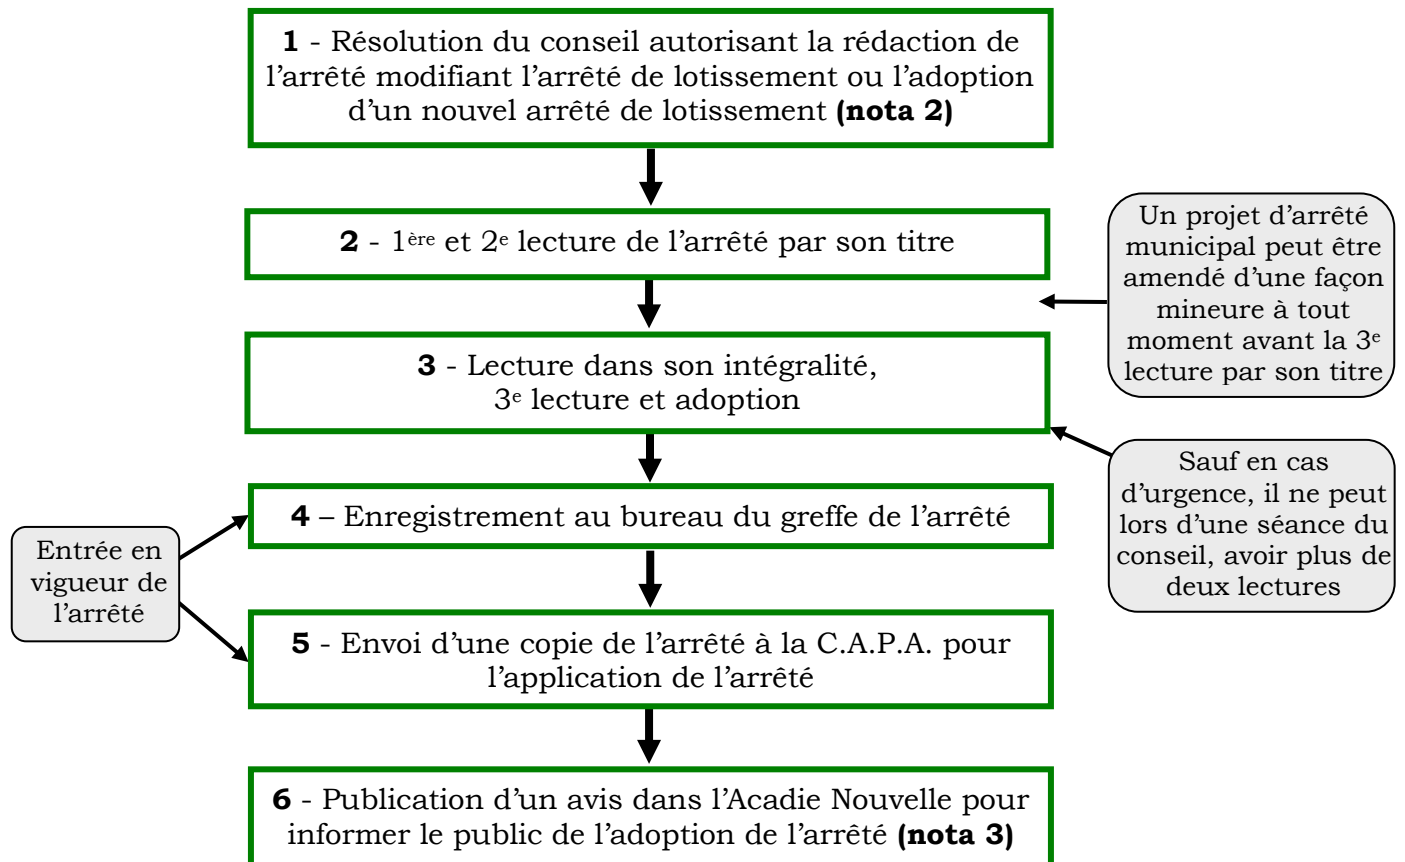 1 - Résolution du conseil autorisant la rédaction de
l’arrêté modifiant l’arrêté de lotissement ou l’adoption
d’un nouvel arrêté de lotissement (nota 2)
2 - 1ère et 2e lecture de l’arrêté par son titre
Un projet d’arrêté
municipal peut être
amendé d’une façon
mineure à tout
moment avant la 3e
lecture par son titre
3 - Lecture dans son intégralité,
3e lecture et adoption
Sauf en cas
d’urgence, il ne peut
lors d’une séance du
conseil, avoir plus de
deux lectures
4 – Enregistrement au bureau du greffe de l’arrêté
Entrée en
vigueur de
l’arrêté
5 - Envoi d’une copie de l’arrêté à la C.A.P.A. pour
l’application de l’arrêté
6 - Publication d’un avis dans l’Acadie Nouvelle pour
informer le public de l’adoption de l’arrêté (nota 3)